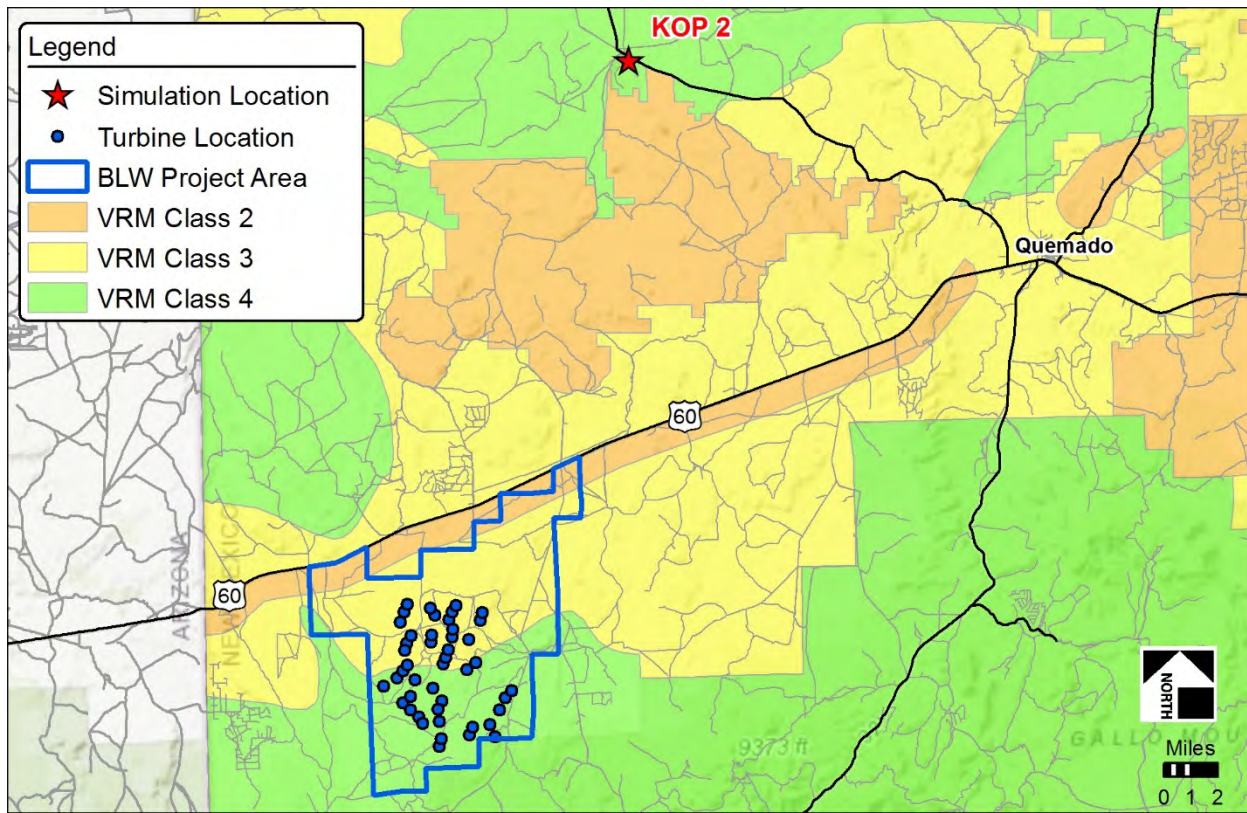 KOP 2
Legend
Simulation Location
Turbine Location
BLW Project Area
VRM Class 2
VRM Class 3
VRM Class 4
Quemado
60
60
ARIZONA
NEW MEXICO
NORTH
9373 ft
GALLO MOU
Miles
0 1 2